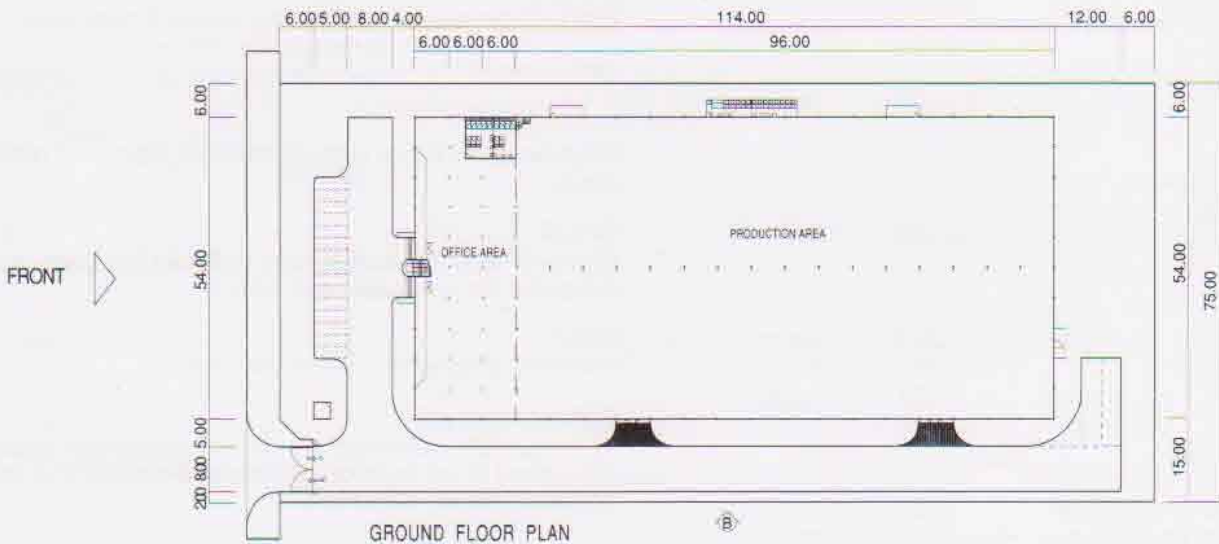 6.00 5.00 8.00 4.00 114.00 12.00 6.00
6.00 6.00 6.00 96.00
6.00 6.00
PRODUCTION AREA
OFFICE AREA
FRONT
54.00 54.00
75.00
5.00
8.00 15.00
2.00
GROUND FLOOR PLAN B